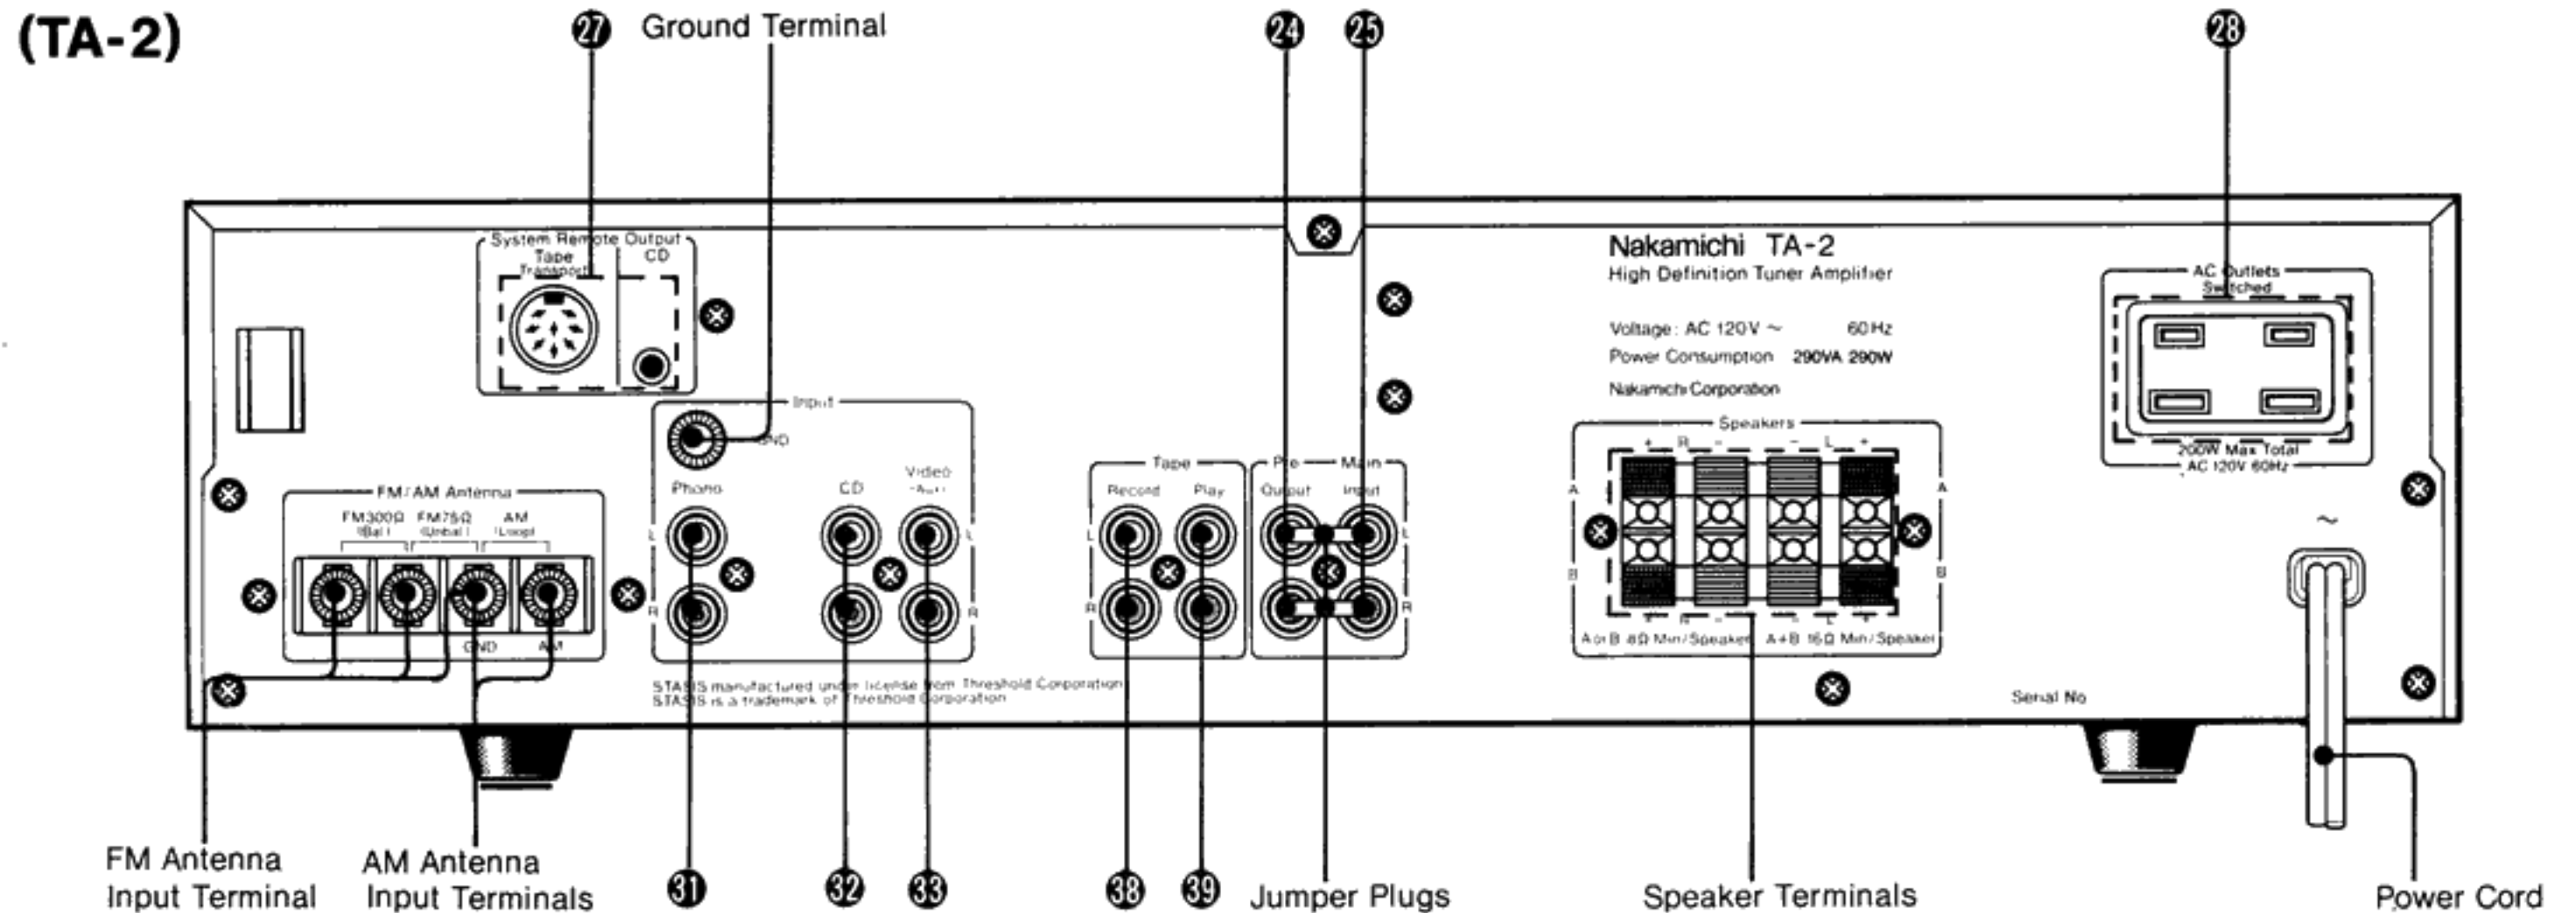 (TA-2)
27 Ground Terminal 24 25 28
System Remote Output
Tape Transport
CD
Nakamichi TA-2
High Definition Tuner Amplifier
Voltage: AC 120V ~ 60Hz
Power Consumption 290VA 290W
Nakamichi Corporation
AC Outlets
Switched
200W Max Total
AC 120V 60Hz
Input
GND
Phono CD Video
L L
R R
FM/AM Antenna
FM300Ω FM75Ω AM
(Bal) (Unbal) (Loop)
GND AM
Tape
Record Play
L
R
Pre Main
Output Input
L
R
Speakers
+ R - - L +
A A
B B
+ R - - L +
A or B 8Ω Min/Speaker A+B 16Ω Min/Speaker
~
STASIS manufactured under license from Threshold Corporation
STASIS is a trademark of Threshold Corporation
Serial No
FM Antenna
Input Terminal
AM Antenna
Input Terminals
31 32 33 38 39 Jumper Plugs Speaker Terminals Power Cord